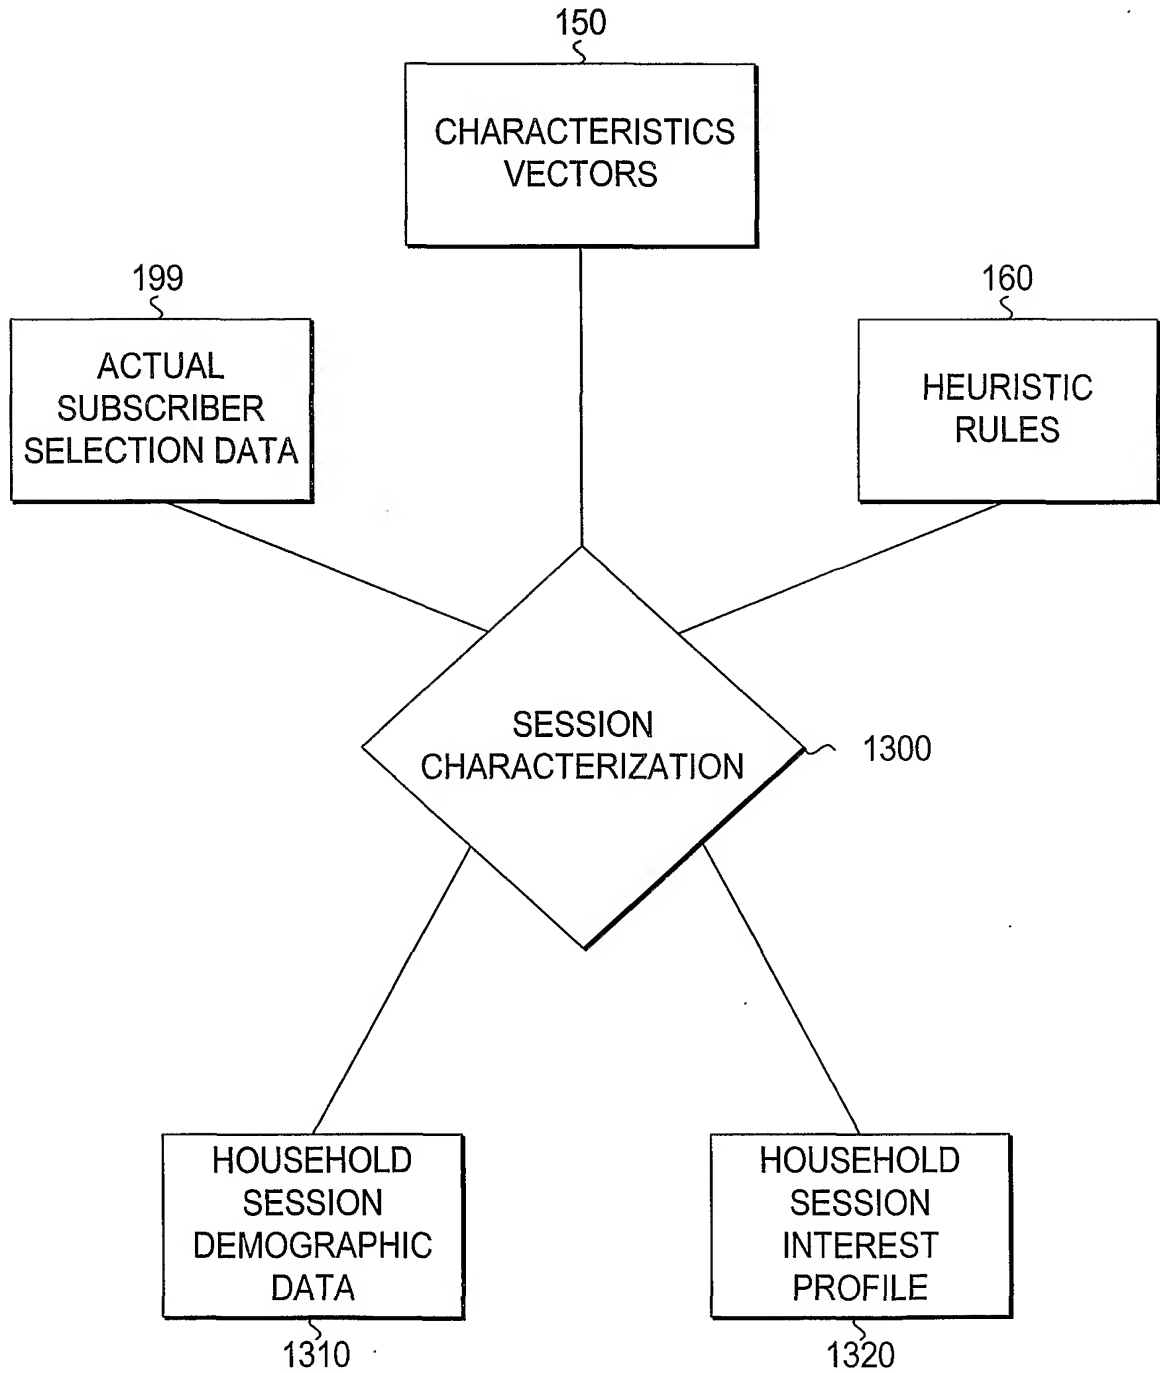 150
CHARACTERISTICS
VECTORS
199
ACTUAL
SUBSCRIBER
SELECTION DATA
160
HEURISTIC
RULES
SESSION
CHARACTERIZATION
1300
HOUSEHOLD
SESSION
DEMOGRAPHIC
DATA
1310
HOUSEHOLD
SESSION
INTEREST
PROFILE
1320